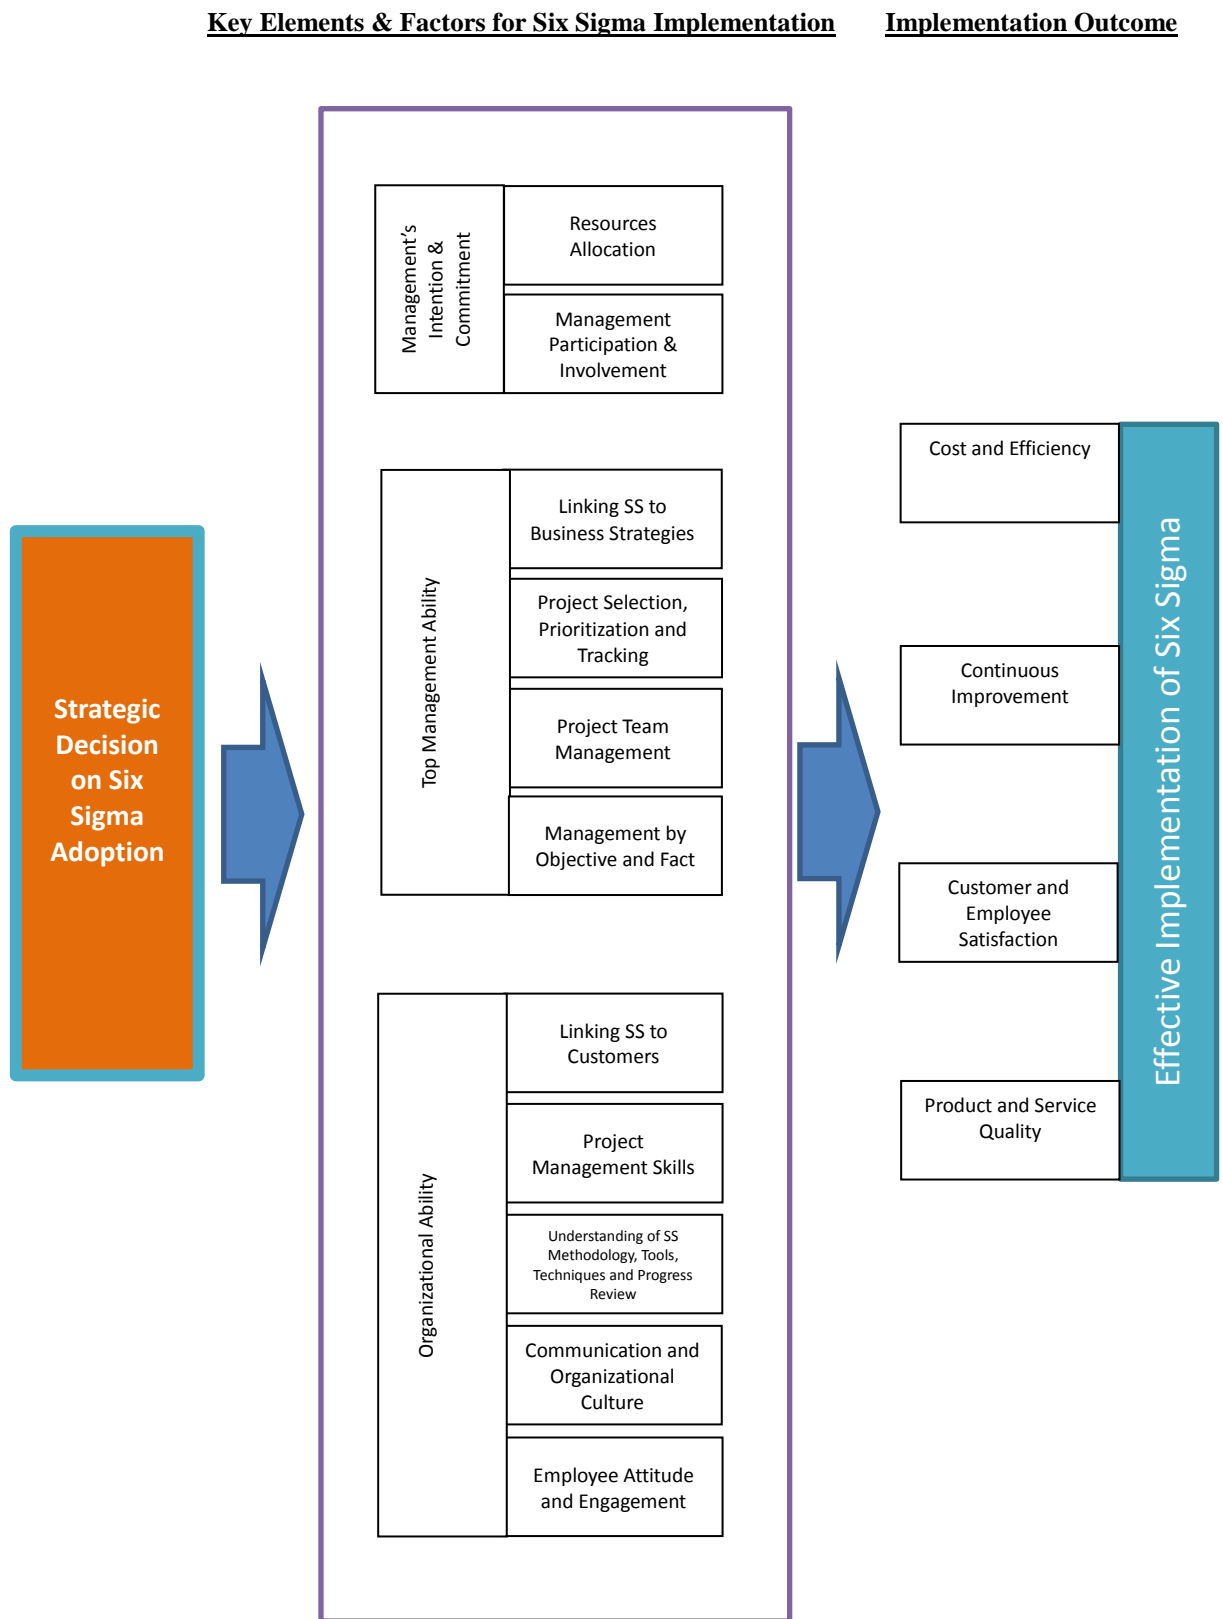 Key Elements & Factors for Six Sigma Implementation
Implementation Outcome
Strategic
Decision
on Six
Sigma
Adoption
Management's
Intention &
Commitment
Resources
Allocation
Management
Participation &
Involvement
Top Management Ability
Linking SS to
Business Strategies
Project Selection,
Prioritization and
Tracking
Project Team
Management
Management by
Objective and Fact
Organizational Ability
Linking SS to
Customers
Project
Management Skills
Understanding of SS
Methodology, Tools,
Techniques and Progress
Review
Communication and
Organizational
Culture
Employee Attitude
and Engagement
Cost and Efficiency
Continuous
Improvement
Customer and
Employee
Satisfaction
Product and Service
Quality
Effective Implementation of Six Sigma